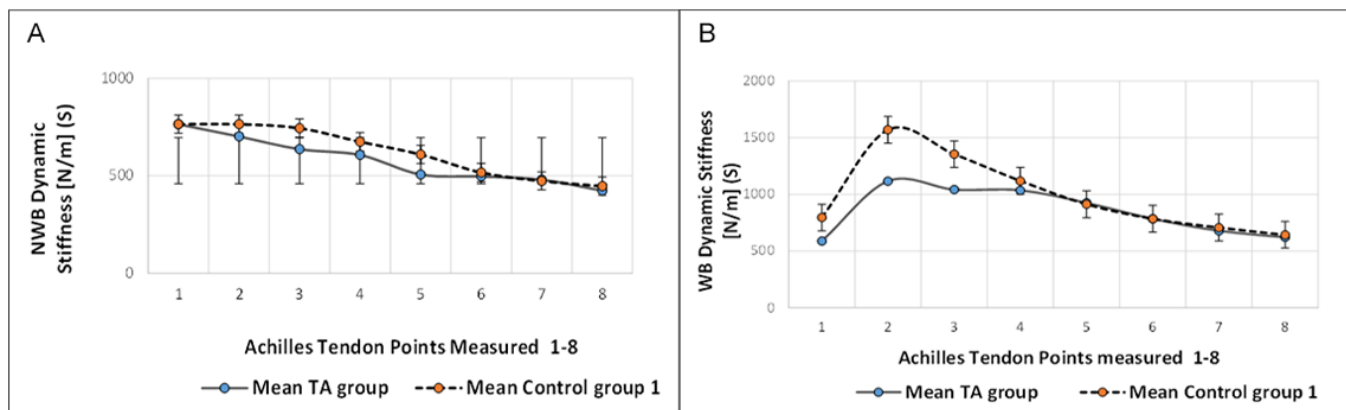 A
NWB Dynamic
Stiffness [N/m] (S)
1000
500
0
1 2 3 4 5 6 7 8
Achilles Tendon Points Measured 1-8
Mean TA group Mean Control group 1
B
WB Dynamic Stiffness
[N/m] (S)
2000
1500
1000
500
0
1 2 3 4 5 6 7 8
Achilles Tendon Points measured 1-8
Mean TA group Mean Control group 1